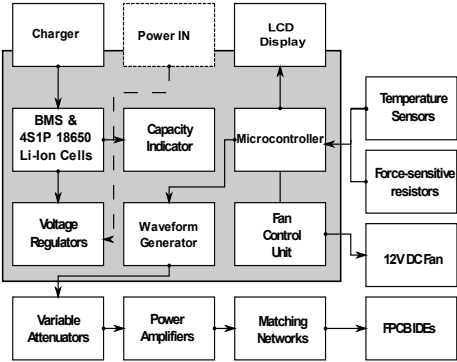 Charger
Power IN
LCD
Display
BMS &
4S1P 18650
Li-Ion Cells
Capacity
Indicator
Microcontroller
Temperature
Sensors
Force-sensitive
resistors
Voltage
Regulators
Waveform
Generator
Fan
Control
Unit
12V DC Fan
Variable
Attenuators
Power
Amplifiers
Matching
Networks
FPCB IDEs